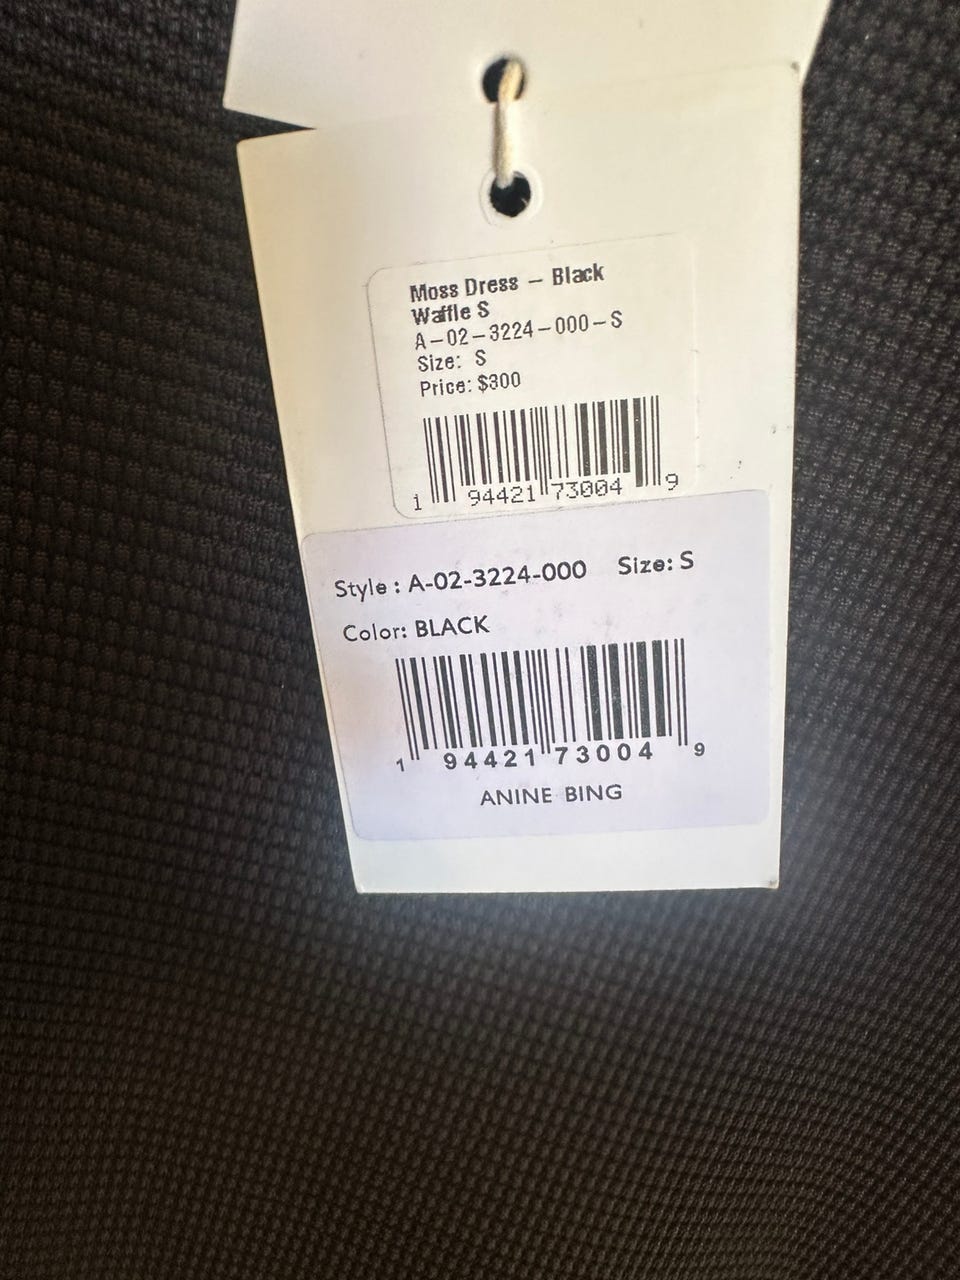 Moss Dress – Black
Waffle S
A-02-3224-000-S
Size: S
Price: $300
1 94421 73004 9
Style : A-02-3224-000 Size: S
Color: BLACK
1 94421 73004 9
ANINE BING